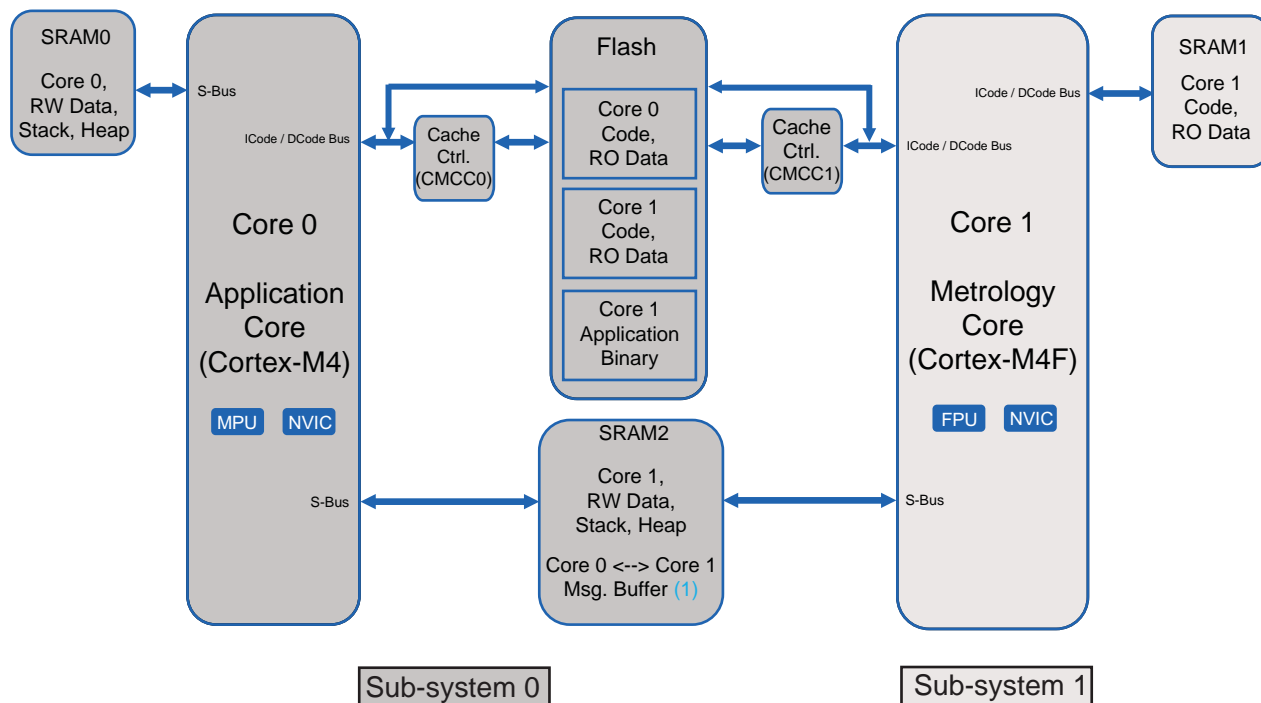 SRAM0
Core 0,
RW Data,
Stack, Heap
S-Bus
ICode / DCode Bus
Core 0
Application
Core
(Cortex-M4)
MPU
NVIC
S-Bus
Cache
Ctrl.
(CMCC0)
Flash
Core 0
Code,
RO Data
Core 1
Code,
RO Data
Core 1
Application
Binary
SRAM2
Core 1,
RW Data,
Stack, Heap
Core 0 <--> Core 1
Msg. Buffer (1)
Cache
Ctrl.
(CMCC1)
ICode / DCode Bus
ICode / DCode Bus
Core 1
Metrology
Core
(Cortex-M4F)
FPU
NVIC
S-Bus
SRAM1
Core 1
Code,
RO Data
Sub-system 0
Sub-system 1